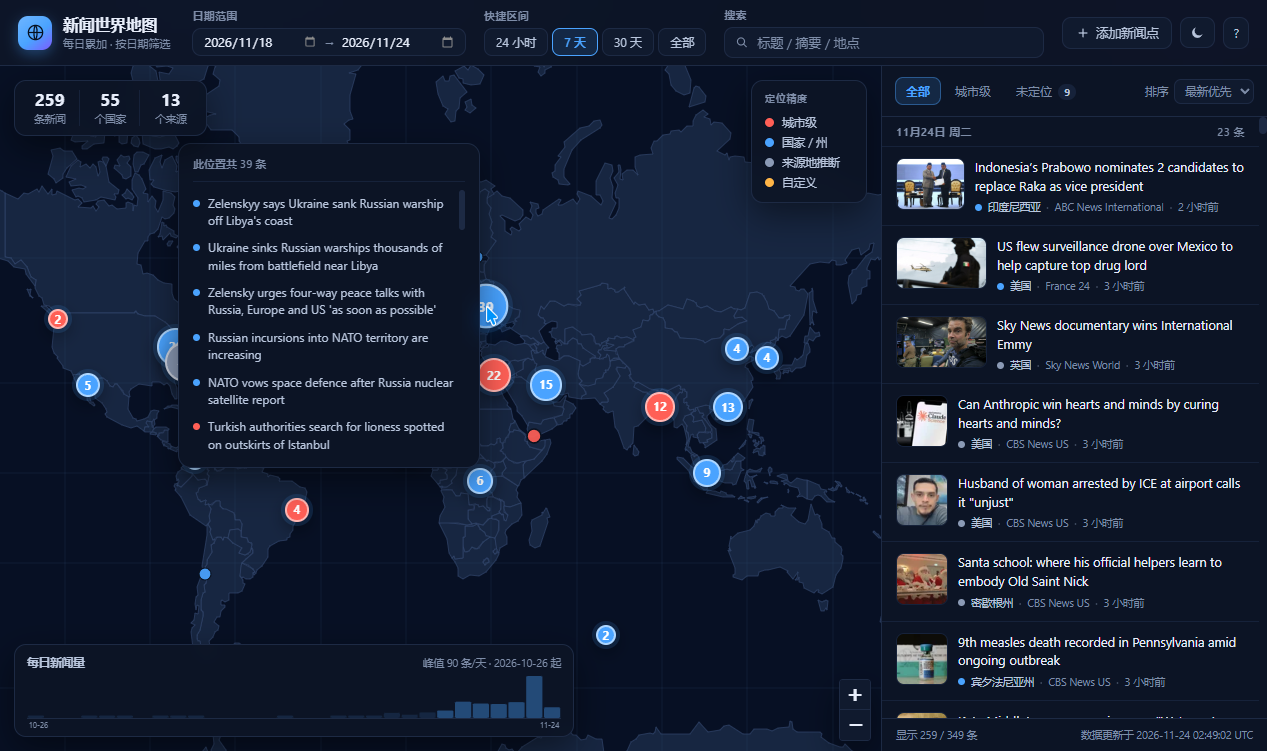 新闻世界地图
每日累加 · 按日期筛选
日期范围
2026/11/18 → 2026/11/24
快捷区间
24 小时 7 天 30 天 全部
搜索
标题 / 摘要 / 地点
+ 添加新闻点
?
259 55 13
条新闻 个国家 个来源
此位置共 39 条
Zelenskyy says Ukraine sank Russian warship
off Libya's coast
Ukraine sinks Russian warships thousands of
miles from battlefield near Libya
Zelensky urges four-way peace talks with
Russia, Europe and US 'as soon as possible'
Russian incursions into NATO territory are
increasing
NATO vows space defence after Russia nuclear
satellite report
Turkish authorities search for lioness spotted
on outskirts of Istanbul
定位精度
城市级
国家 / 州
来源地推断
自定义
2
5
22
15
4
4
12
13
6
9
4
2
每日新闻量
峰值 90 条/天 · 2026-10-26 起
10-26
11-24
+
−
全部 城市级 未定位 9 排序 最新优先
11月24日 周二 23 条
Indonesia's Prabowo nominates 2 candidates to
replace Raka as vice president
印度尼西亚 · ABC News International · 2 小时前
US flew surveillance drone over Mexico to
help capture top drug lord
美国 · France 24 · 3 小时前
Sky News documentary wins International
Emmy
英国 · Sky News World · 3 小时前
Can Anthropic win hearts and minds by curing
hearts and minds?
美国 · CBS News US · 3 小时前
Husband of woman arrested by ICE at airport calls
it "unjust"
美国 · CBS News US · 3 小时前
Santa school: where his official helpers learn to
embody Old Saint Nick
密歇根州 · CBS News US · 3 小时前
9th measles death recorded in Pennsylvania amid
ongoing outbreak
宾夕法尼亚州 · CBS News US · 3 小时前
显示 259 / 349 条
数据更新于 2026-11-24 02:49:02 UTC